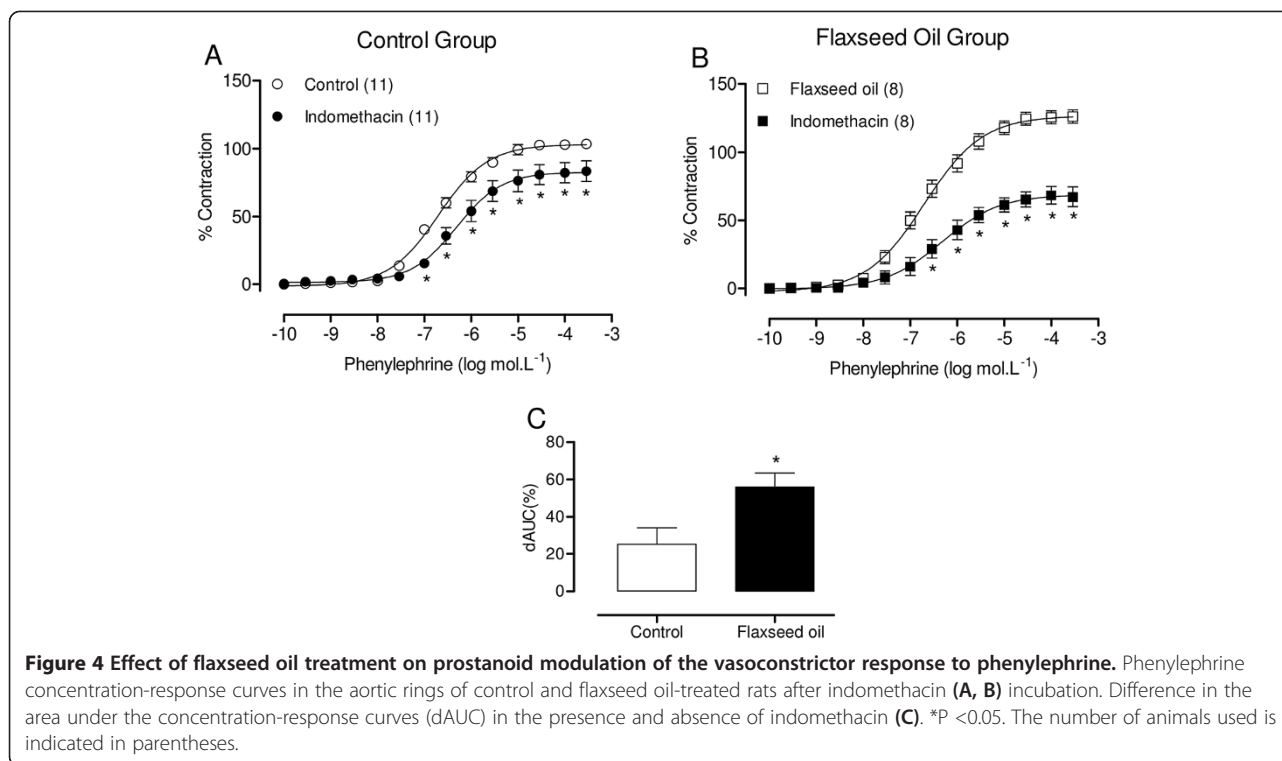 Control Group
A
Control (11)
Indomethacin (11)
% Contraction
150
100
50
0
* * * * * * * *
-10 -9 -8 -7 -6 -5 -4 -3
Phenylephrine (log mol.L⁻¹)
Flaxseed Oil Group
B
Flaxseed oil (8)
Indomethacin (8)
% Contraction
150
100
50
0
* * * * * * *
-10 -9 -8 -7 -6 -5 -4 -3
Phenylephrine (log mol.L⁻¹)
C
dAUC(%)
80
60
40
20
0
*
Control Flaxseed oil
Figure 4 Effect of flaxseed oil treatment on prostanoid modulation of the vasoconstrictor response to phenylephrine. Phenylephrine
concentration-response curves in the aortic rings of control and flaxseed oil-treated rats after indomethacin (A, B) incubation. Difference in the
area under the concentration-response curves (dAUC) in the presence and absence of indomethacin (C). *P <0.05. The number of animals used is
indicated in parentheses.